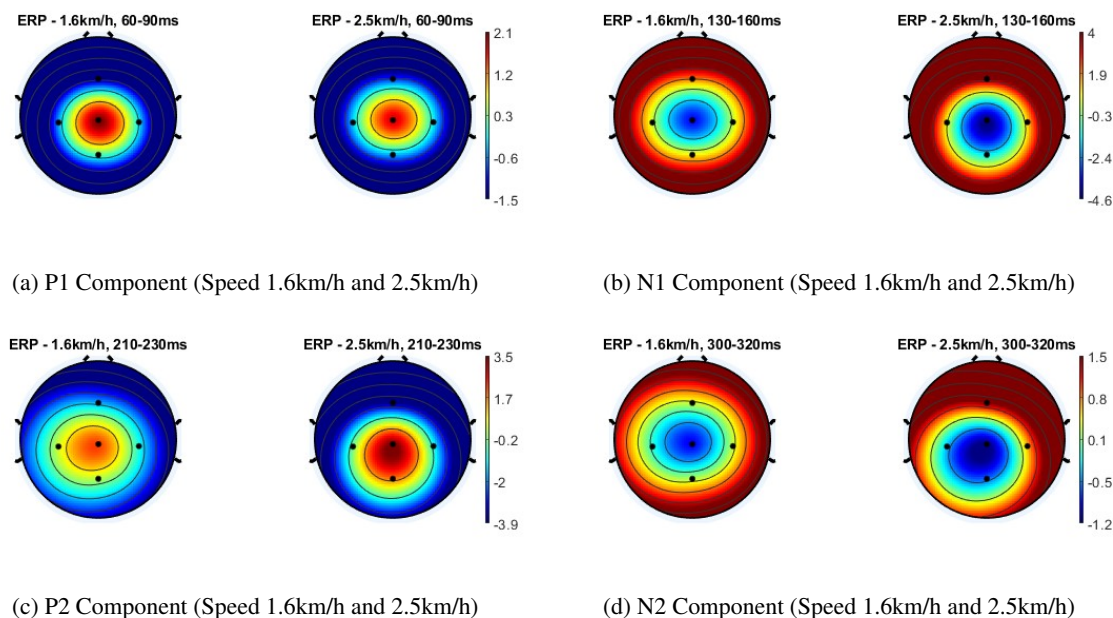 ERP - 1.6km/h, 60-90ms
ERP - 2.5km/h, 60-90ms
2.1
1.2
0.3
-0.6
-1.5
ERP - 1.6km/h, 130-160ms
ERP - 2.5km/h, 130-160ms
4
1.9
-0.3
-2.4
-4.6
(a) P1 Component (Speed 1.6km/h and 2.5km/h)
(b) N1 Component (Speed 1.6km/h and 2.5km/h)
ERP - 1.6km/h, 210-230ms
ERP - 2.5km/h, 210-230ms
3.5
1.7
-0.2
-2
-3.9
ERP - 1.6km/h, 300-320ms
ERP - 2.5km/h, 300-320ms
1.5
0.8
0.1
-0.5
-1.2
(c) P2 Component (Speed 1.6km/h and 2.5km/h)
(d) N2 Component (Speed 1.6km/h and 2.5km/h)